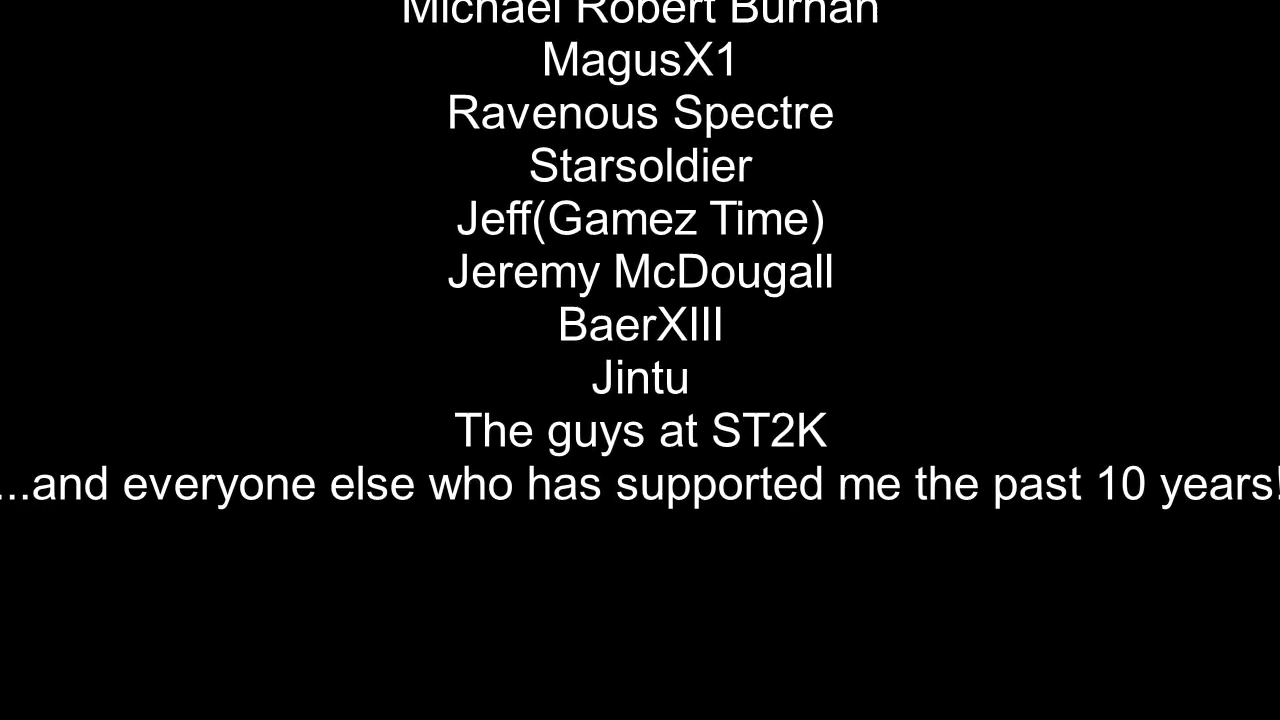 Michael Robert Burnan
MagusX1
Ravenous Spectre
Starsoldier
Jeff(Gamez Time)
Jeremy McDougall
BaerXIII
Jintu
The guys at ST2K
...and everyone else who has supported me the past 10 years!